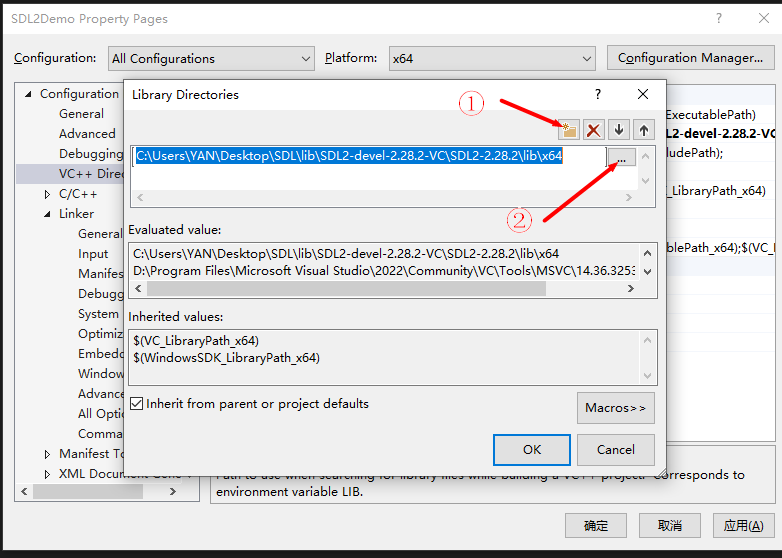 SDL2Demo Property Pages
Configuration: All Configurations Platform: x64 Configuration Manager...
Configuration
General
Advanced
Debugging
VC++ Direc
C/C++
Linker
General
Input
Manifes
Debugg
System
Optimiz
Embedd
Window
Advance
All Optio
Comma
Manifest To
XML Document
Library Directories
①
C:\Users\YAN\Desktop\SDL\lib\SDL2-devel-2.28.2-VC\SDL2-2.28.2\lib\x64
...
②
Evaluated value:
C:\Users\YAN\Desktop\SDL\lib\SDL2-devel-2.28.2-VC\SDL2-2.28.2\lib\x64
D:\Program Files\Microsoft Visual Studio\2022\Community\VC\Tools\MSVC\14.36.3253
Inherited values:
$(VC_LibraryPath_x64)
$(WindowsSDK_LibraryPath_x64)
Inherit from parent or project defaults
Macros>>
OK Cancel
ExecutablePath)
L2-devel-2.28.2-VC
ludePath);
C_LibraryPath_x64)
ablePath_x64);$(VC_I
Path to use when searching for library files while building a VC++ project. Corresponds to
environment variable LIB.
确定 取消 应用(A)